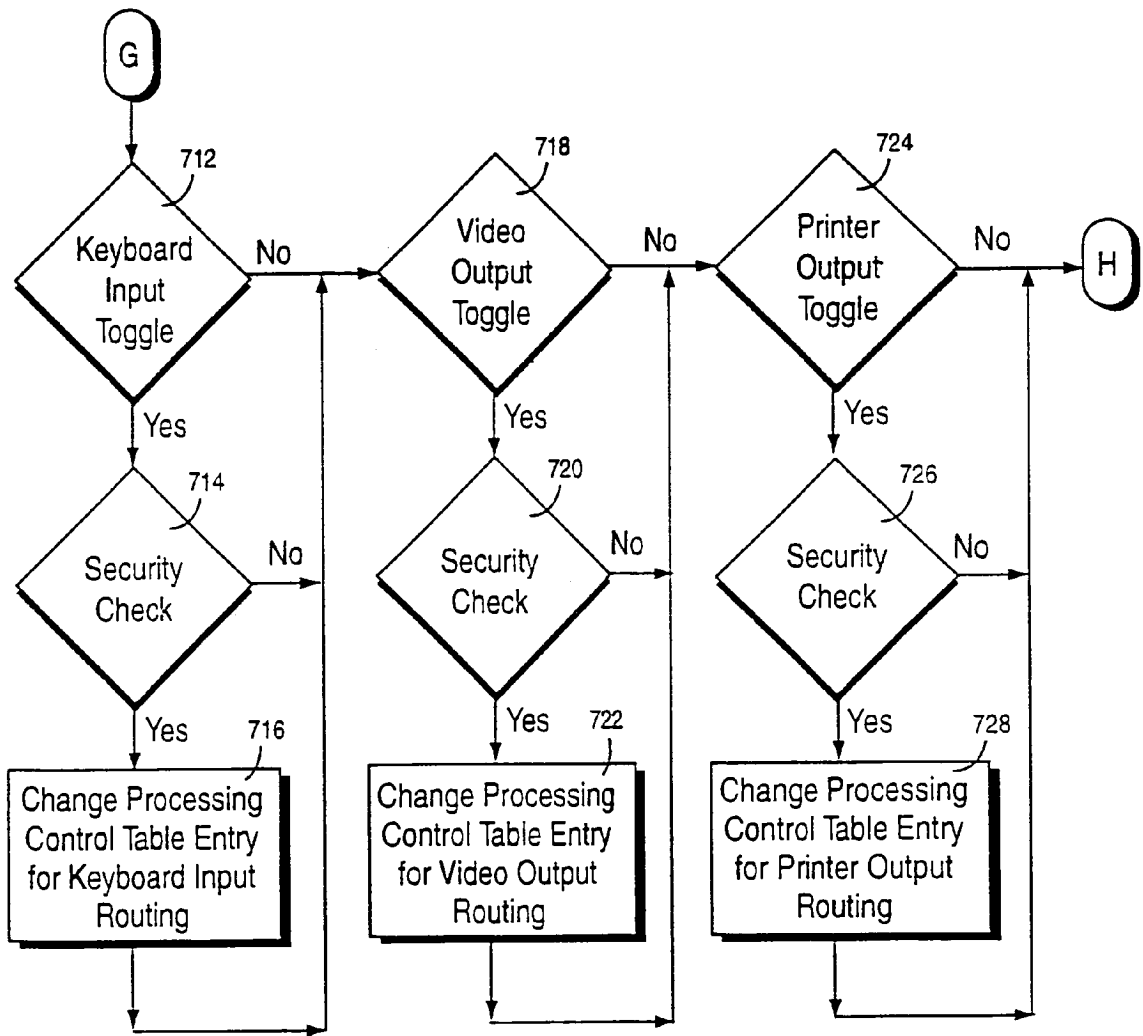 G
712
Keyboard
Input
Toggle
No
Yes
714
Security
Check
No
Yes
716
Change Processing
Control Table Entry
for Keyboard Input
Routing
718
Video
Output
Toggle
No
Yes
720
Security
Check
No
Yes
722
Change Processing
Control Table Entry
for Video Output
Routing
724
Printer
Output
Toggle
No
Yes
726
Security
Check
No
Yes
728
Change Processing
Control Table Entry
for Printer Output
Routing
H